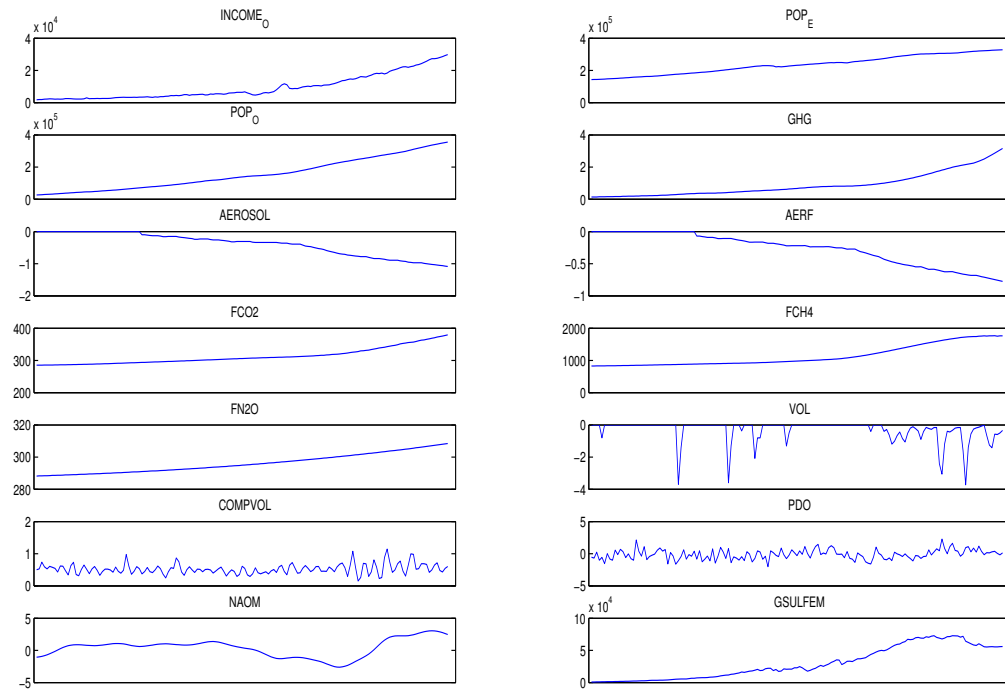 INCOME_O
x 10^4
4
2
0
POP_E
x 10^5
4
2
0
POP_O
x 10^5
4
2
0
GHG
4
2
0
AEROSOL
0
−1
−2
AERF
0
−0.5
−1
FCO2
400
300
200
FCH4
2000
1000
0
FN2O
320
300
280
VOL
0
−2
−4
COMPVOL
2
1
0
PDO
5
0
−5
NAOM
5
0
−5
GSULFEM
x 10^4
10
5
0